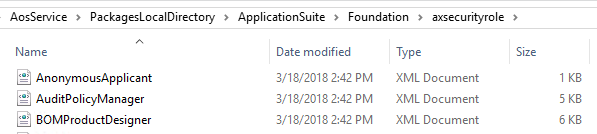 AosService > PackagesLocalDirectory > ApplicationSuite > Foundation > axsecurityrole >
Name Date modified Type Size
AnonymousApplicant 3/18/2018 2:42 PM XML Document 1 KB
AuditPolicyManager 3/18/2018 2:42 PM XML Document 5 KB
BOMProductDesigner 3/18/2018 2:42 PM XML Document 6 KB